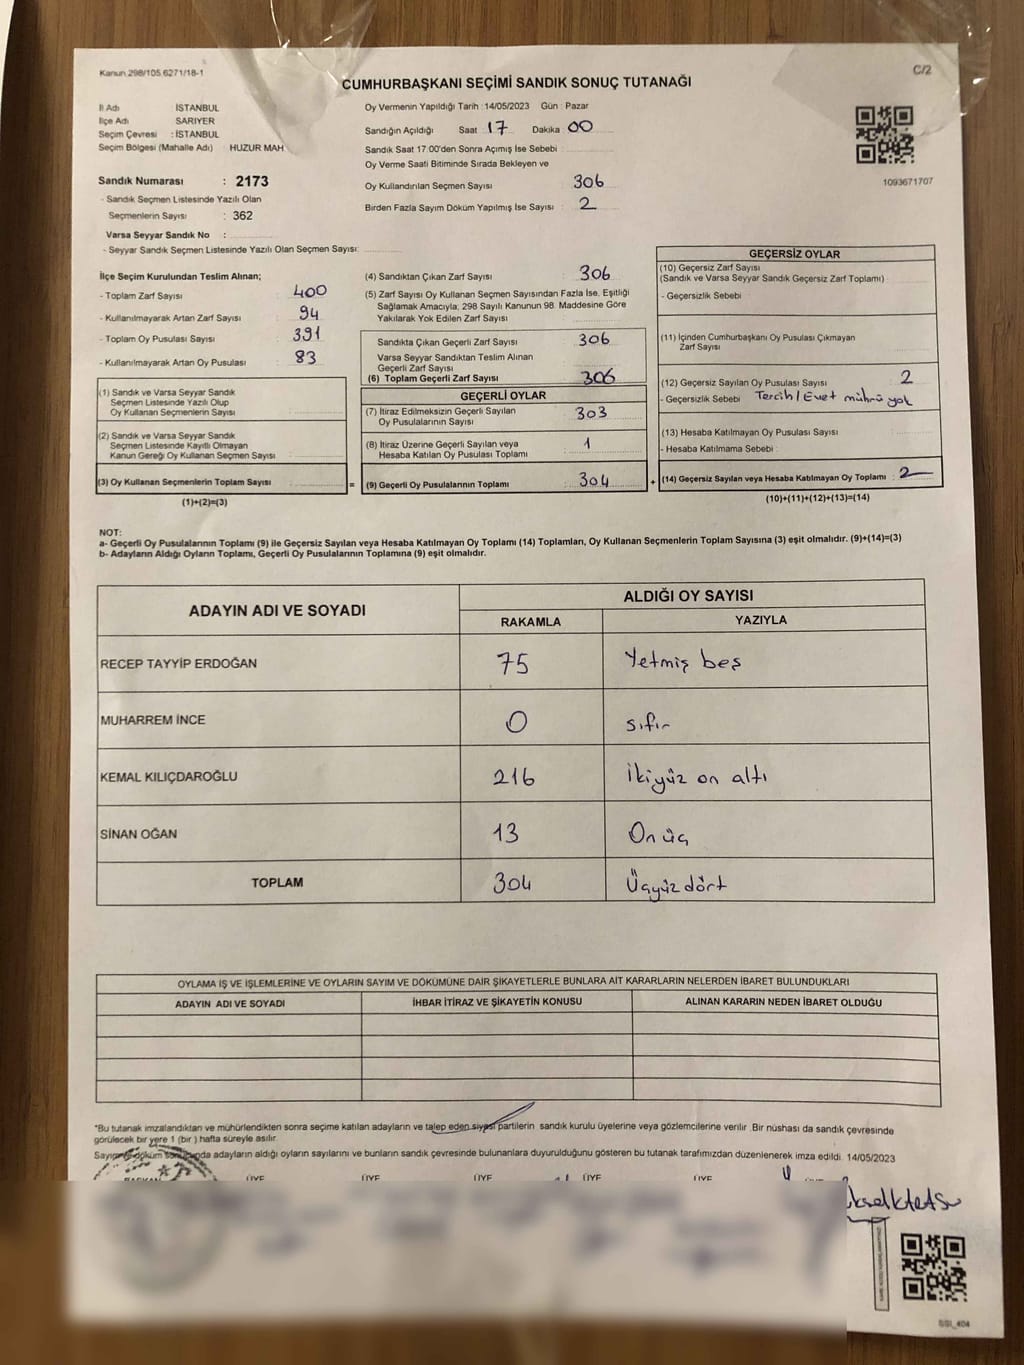 Kanun 298/105,6271/18-1
C/2
CUMHURBAŞKANI SEÇİMİ SANDIK SONUÇ TUTANAĞI
İl Adı İSTANBUL
İlçe Adı SARIYER
Seçim Çevresi : İSTANBUL
Seçim Bölgesi (Mahalle Adı) HUZUR MAH
Sandık Numarası : 2173
- Sandık Seçmen Listesinde Yazılı Olan
Seçmenlerin Sayısı : 362
Varsa Seyyar Sandık No :
- Seyyar Sandık Seçmen Listesinde Yazılı Olan Seçmen Sayısı:
Oy Vermenin Yapıldığı Tarih : 14/05/2023 Gün : Pazar
Sandığın Açıldığı Saat 17 Dakika 00
Sandık Saat 17:00'den Sonra Açımış İse Sebebi :
Oy Verme Saati Bitiminde Sırada Bekleyen ve
Oy Kullandırılan Seçmen Sayısı 306
Birden Fazla Sayım Döküm Yapılmış İse Sayısı : 2
1093671707
İlçe Seçim Kurulundan Teslim Alınan;
- Toplam Zarf Sayısı : 400
- Kullanılmayarak Artan Zarf Sayısı : 94
- Toplam Oy Pusulası Sayısı : 391
- Kullanılmayarak Artan Oy Pusulası : 83
(1) Sandık ve Varsa Seyyar Sandık
Seçmen Listesinde Yazılı Olup
Oy Kullanan Seçmenlerin Sayısı :
(2) Sandık ve Varsa Seyyar Sandık
Seçmen Listesinde Kayıtlı Olmayan
Kanun Gereği Oy Kullanan Seçmen Sayısı :
(3) Oy Kullanan Seçmenlerin Toplam Sayısı :
(1)+(2)=(3)
(4) Sandıktan Çıkan Zarf Sayısı : 306
(5) Zarf Sayısı Oy Kullanan Seçmen Sayısından Fazla İse, Eşitliği
Sağlamak Amacıyla; 298 Sayılı Kanunun 98. Maddesine Göre
Yakılarak Yok Edilen Zarf Sayısı :
Sandıkta Çıkan Geçerli Zarf Sayısı : 306
Varsa Seyyar Sandıktan Teslim Alınan
Geçerli Zarf Sayısı :
(6) Toplam Geçerli Zarf Sayısı : 306
GEÇERLİ OYLAR
(7) İtiraz Edilmeksizin Geçerli Sayılan
Oy Pusulalarının Sayısı : 303
(8) İtiraz Üzerine Geçerli Sayılan veya
Hesaba Katılan Oy Pusulası Toplamı : 1
= (9) Geçerli Oy Pusulalarının Toplamı : 304 +
GEÇERSİZ OYLAR
(10) Geçersiz Zarf Sayısı
(Sandık ve Varsa Seyyar Sandık Geçersiz Zarf Toplamı) :
- Geçersizlik Sebebi :
(11) İçinden Cumhurbaşkanı Oy Pusulası Çıkmayan
Zarf Sayısı :
(12) Geçersiz Sayılan Oy Pusulası Sayısı : 2
- Geçersizlik Sebebi : Tercih/Evet mührü yok
(13) Hesaba Katılmayan Oy Pusulası Sayısı :
- Hesaba Katılmama Sebebi :
(14) Geçersiz Sayılan veya Hesaba Katılmayan Oy Toplamı : 2
(10)+(11)+(12)+(13)=(14)
NOT:
a- Geçerli Oy Pusulalarının Toplamı (9) ile Geçersiz Sayılan veya Hesaba Katılmayan Oy Toplamı (14) Toplamları, Oy Kullanan Seçmenlerin Toplam Sayısına (3) eşit olmalıdır. (9)+(14)=(3)
b- Adayların Aldığı Oyların Toplamı, Geçerli Oy Pusulalarının Toplamına (9) eşit olmalıdır.
ADAYIN ADI VE SOYADI ALDIĞI OY SAYISI
RAKAMLA YAZIYLA
RECEP TAYYİP ERDOĞAN 75 Yetmiş beş
MUHARREM İNCE 0 sıfır
KEMAL KILIÇDAROĞLU 216 İkiyüz on altı
SİNAN OĞAN 13 On üç
TOPLAM 304 Üçyüz dört
OYLAMA İŞ VE İŞLEMLERİNE VE OYLARIN SAYIM VE DÖKÜMÜNE DAİR ŞİKAYETLERLE BUNLARA AİT KARARLARIN NELERDEN İBARET BULUNDUKLARI
ADAYIN ADI VE SOYADI İHBAR İTİRAZ VE ŞİKAYETİN KONUSU ALINAN KARARIN NEDEN İBARET OLDUĞU
*Bu tutanak imzalandıktan ve mühürlendikten sonra seçime katılan adayların ve talep eden siyasi partilerin sandık kurulu üyelerine veya gözlemcilerine verilir. Bir nüshası da sandık çevresinde
görülecek bir yere 1 (bir) hafta süreyle asılır.
adayların aldığı oyların sayılarını ve bunların sandık çevresinde bulunanlara duyurulduğunu gösteren bu tutanak tarafımızdan düzenlenerek imza edildi. 14/05/2023
BAŞKAN ÜYE ÜYE ÜYE ÜYE ÜYE
SSI_404